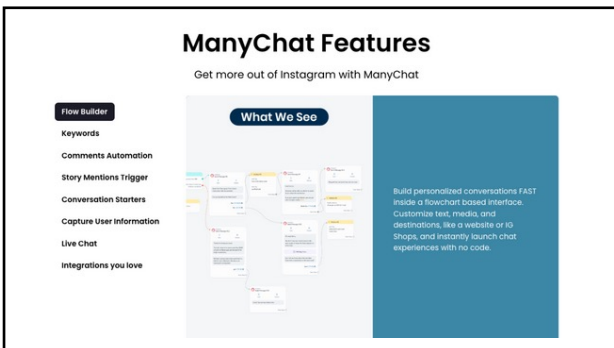 ManyChat Features
Get more out of Instagram with ManyChat
Flow Builder
Keywords
Comments Automation
Story Mentions Trigger
Conversation Starters
Capture User Information
Live Chat
Integrations you love
What We See
Build personalized conversations FAST
inside a flowchart based interface.
Customize text, media, and
destinations, like a website or IG
Shops, and instantly launch chat
experiences with no code.